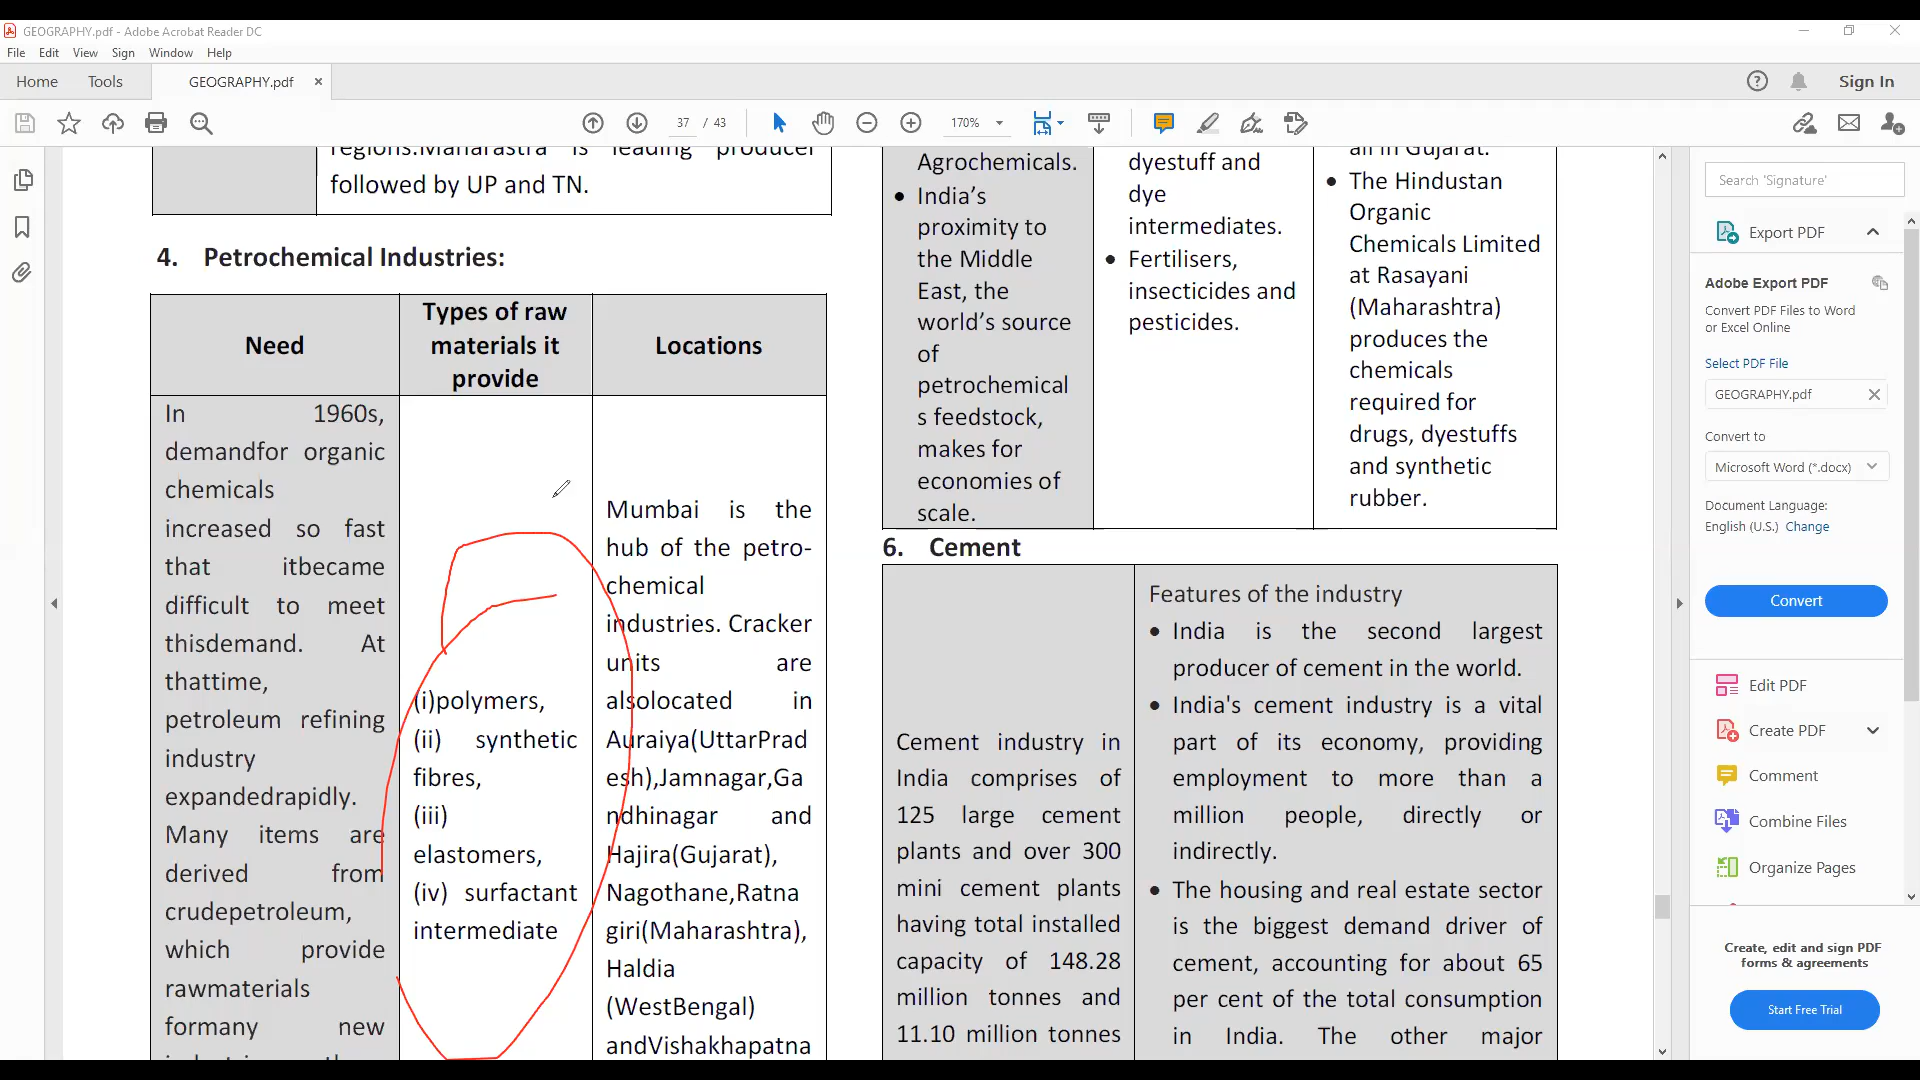 GEOGRAPHY.pdf - Adobe Acrobat Reader DC
File Edit View Sign Window Help
Home Tools GEOGRAPHY.pdf × Sign In
37 / 43 170%
regions.Maharastra is leading producer
followed by UP and TN.
4. Petrochemical Industries:
Need
Types of raw
materials it
provide
Locations
In 1960s,
demandfor organic
chemicals
increased so fast
that itbecame
difficult to meet
thisdemand. At
thattime,
petroleum refining
industry
expandedrapidly.
Many items are
derived from
crudepetroleum,
which provide
rawmaterials
formany new
(i)polymers,
(ii) synthetic
fibres,
(iii)
elastomers,
(iv) surfactant
intermediate
Mumbai is the
hub of the petro-
chemical
industries. Cracker
units are
alsolocated in
Auraiya(UttarPrad
esh),Jamnagar,Ga
ndhinagar and
Hajira(Gujarat),
Nagothane,Ratna
giri(Maharashtra),
Haldia
(WestBengal)
andVishakhapatna
Agrochemicals.
• India’s
proximity to
the Middle
East, the
world’s source
of
petrochemical
s feedstock,
makes for
economies of
scale.
dyestuff and
dye
intermediates.
• Fertilisers,
insecticides and
pesticides.
all in Gujarat.
• The Hindustan
Organic
Chemicals Limited
at Rasayani
(Maharashtra)
produces the
chemicals
required for
drugs, dyestuffs
and synthetic
rubber.
6. Cement
Cement industry in
India comprises of
125 large cement
plants and over 300
mini cement plants
having total installed
capacity of 148.28
million tonnes and
11.10 million tonnes
Features of the industry
• India is the second largest
producer of cement in the world.
• India's cement industry is a vital
part of its economy, providing
employment to more than a
million people, directly or
indirectly.
• The housing and real estate sector
is the biggest demand driver of
cement, accounting for about 65
per cent of the total consumption
in India. The other major
Search 'Signature'
Export PDF
Adobe Export PDF
Convert PDF Files to Word
or Excel Online
Select PDF File
GEOGRAPHY.pdf
Convert to
Microsoft Word (*.docx)
Document Language:
English (U.S.) Change
Convert
Edit PDF
Create PDF
Comment
Combine Files
Organize Pages
Create, edit and sign PDF
forms & agreements
Start Free Trial